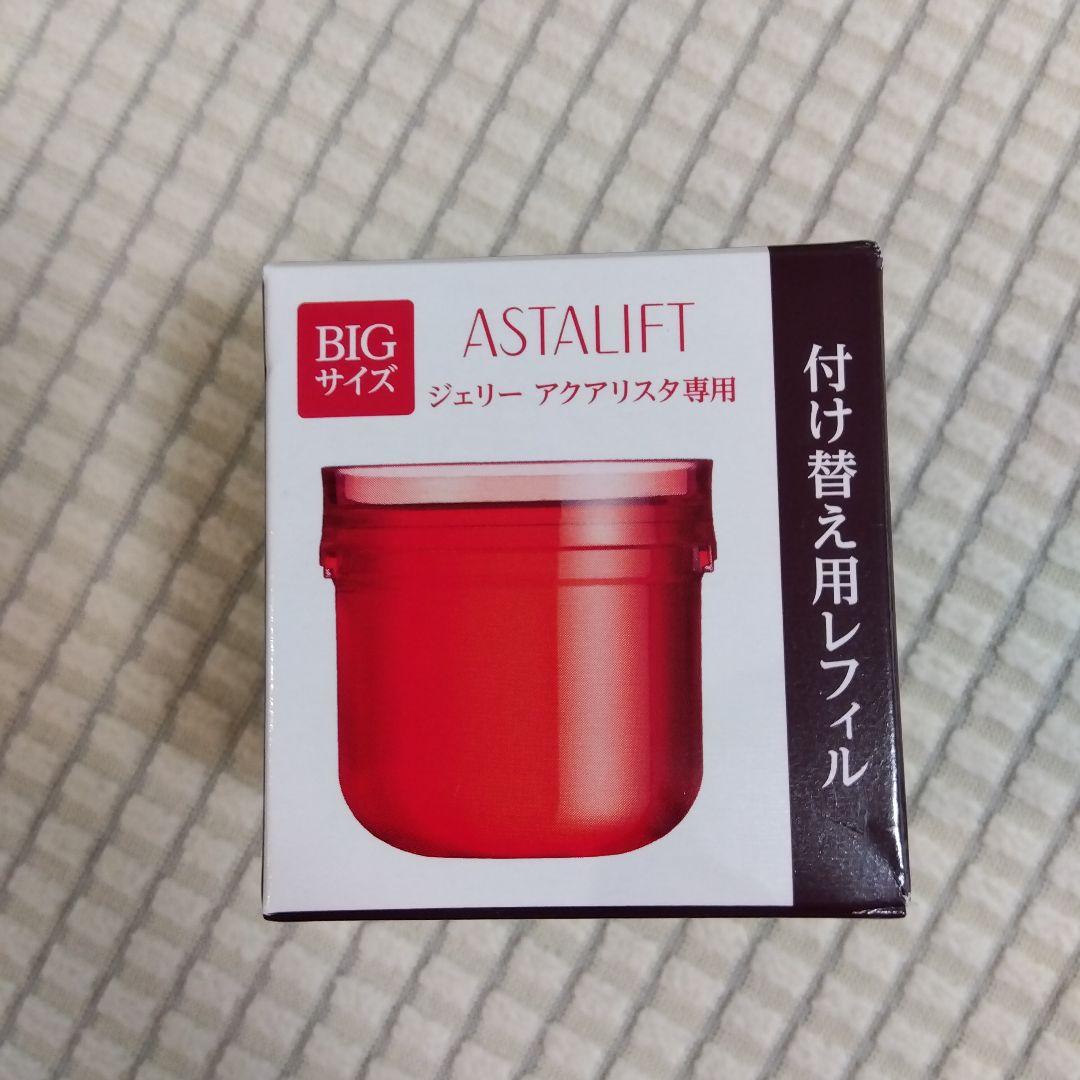 BIG
サイズ
ASTALIFT
ジェリー アクアリスタ専用
付け替え用レフィル